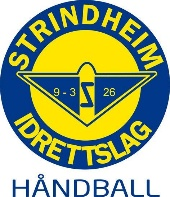 STRINDHEIM
9-3 S 26
IDRETTSLAG
HÅNDBALL